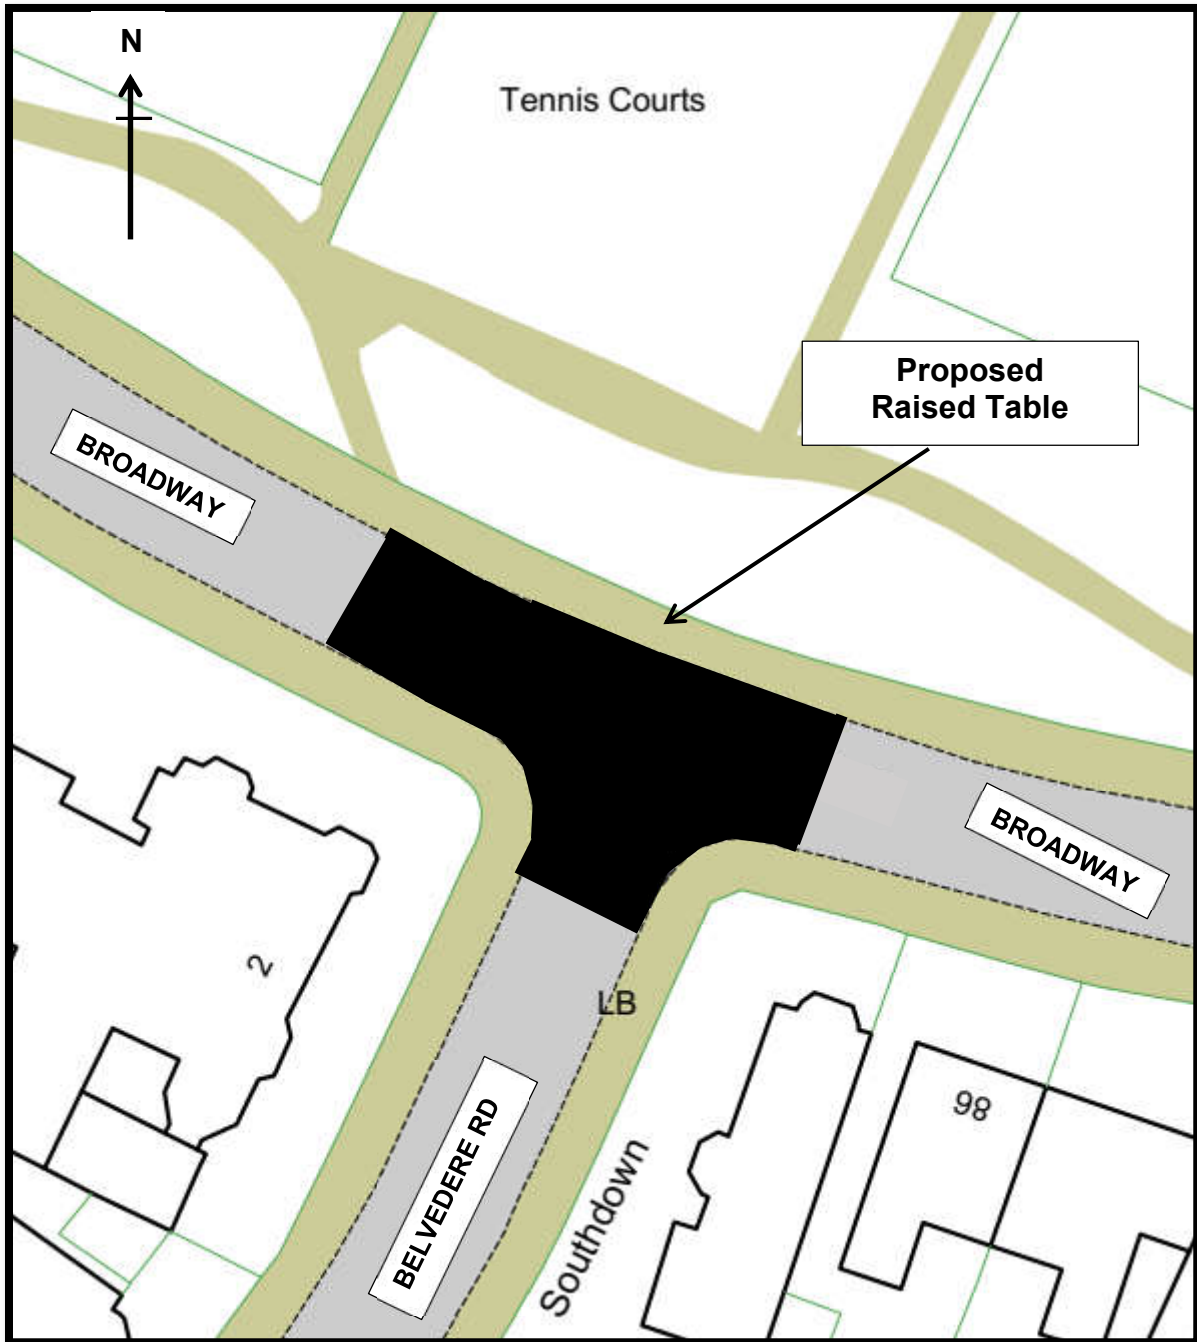 N
Tennis Courts
Proposed
Raised Table
BROADWAY
BROADWAY
2
LB
98
BELVEDERE RD
Southdown